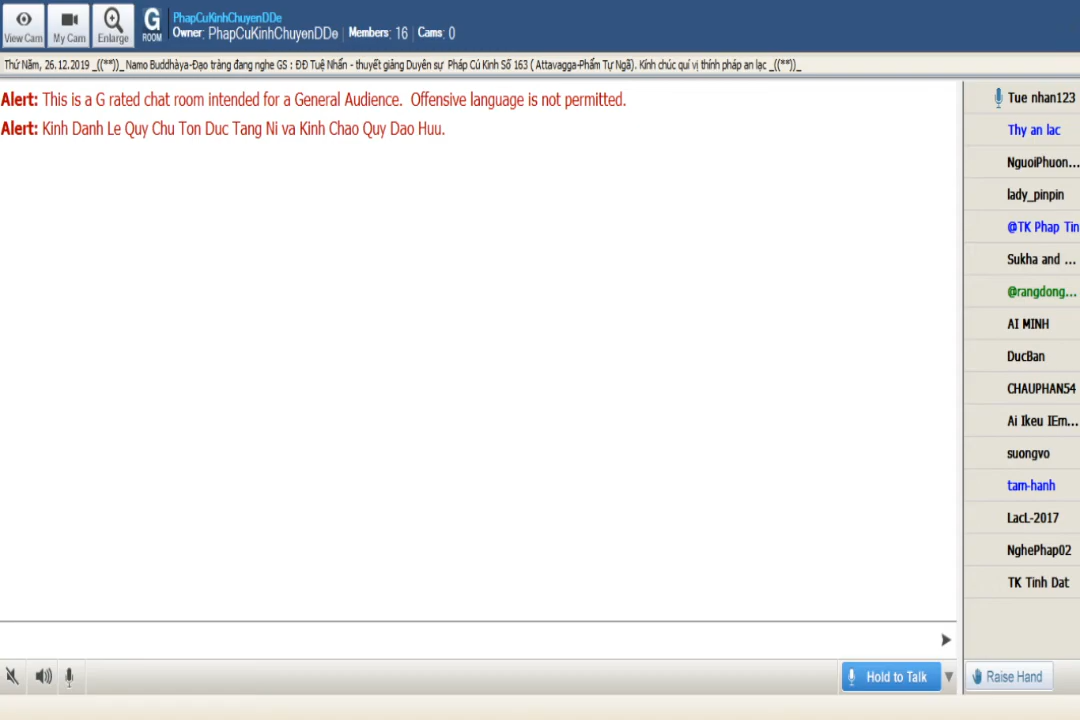 View Cam
My Cam
Enlarge
G
ROOM
PhapCuKinhChuyenDDe
Owner: PhapCuKinhChuyenDDe Members: 16 Cams: 0
Thứ Năm, 26.12.2019 _((**))_ Namo Buddhàya-Đạo tràng đang nghe GS : ĐĐ Tuệ Nhẫn - thuyết giảng Duyên sự Pháp Cú Kinh Số 163 ( Attavagga-Phẩm Tự Ngã). Kính chúc quí vị thính pháp an lạc _((**))_
Alert: This is a G rated chat room intended for a General Audience. Offensive language is not permitted.
Alert: Kinh Danh Le Quy Chu Ton Duc Tang Ni va Kinh Chao Quy Dao Huu.
Tue nhan123
Thy an lac
NguoiPhuon...
lady_pinpin
@TK Phap Tin
Sukha and ...
@rangdong...
AI MINH
DucBan
CHAUPHAN54
Ai Ikeu IEm...
suongvo
tam-hanh
LacL-2017
NghePhap02
TK Tinh Dat
Hold to Talk
Raise Hand